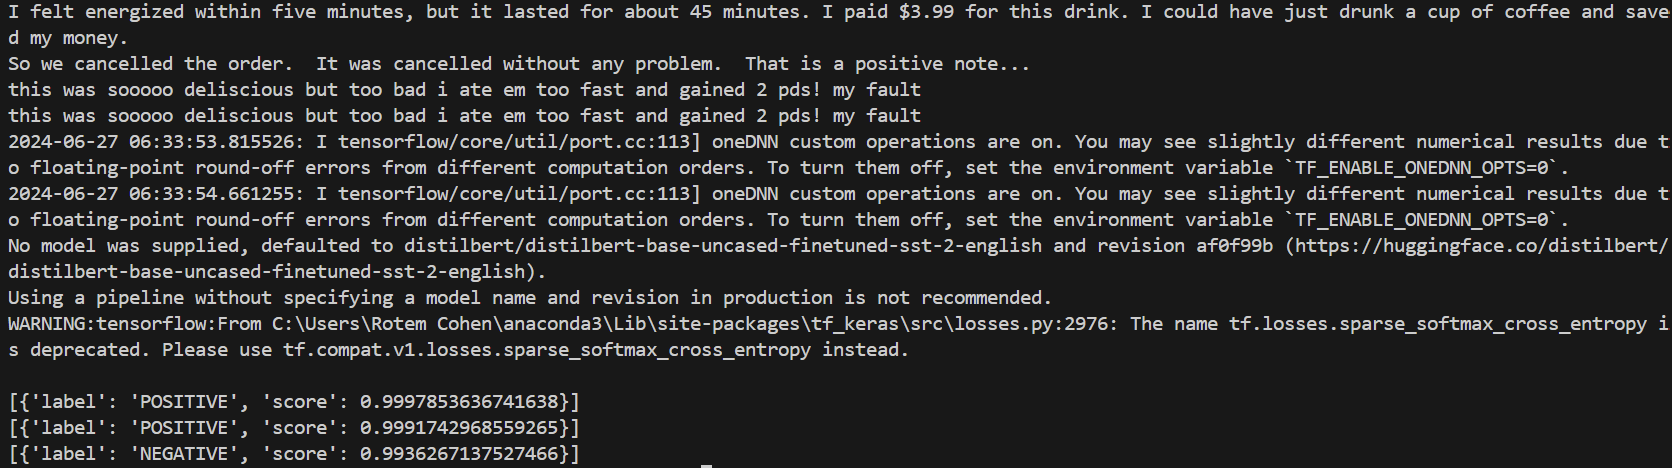 I felt energized within five minutes, but it lasted for about 45 minutes. I paid $3.99 for this drink. I could have just drunk a cup of coffee and save
d my money.
So we cancelled the order.  It was cancelled without any problem.  That is a positive note...
this was sooooo deliscious but too bad i ate em too fast and gained 2 pds! my fault
this was sooooo deliscious but too bad i ate em too fast and gained 2 pds! my fault
2024-06-27 06:33:53.815526: I tensorflow/core/util/port.cc:113] oneDNN custom operations are on. You may see slightly different numerical results due t
o floating-point round-off errors from different computation orders. To turn them off, set the environment variable `TF_ENABLE_ONEDNN_OPTS=0`.
2024-06-27 06:33:54.661255: I tensorflow/core/util/port.cc:113] oneDNN custom operations are on. You may see slightly different numerical results due t
o floating-point round-off errors from different computation orders. To turn them off, set the environment variable `TF_ENABLE_ONEDNN_OPTS=0`.
No model was supplied, defaulted to distilbert/distilbert-base-uncased-finetuned-sst-2-english and revision af0f99b (https://huggingface.co/distilbert/
distilbert-base-uncased-finetuned-sst-2-english).
Using a pipeline without specifying a model name and revision in production is not recommended.
WARNING:tensorflow:From C:\Users\Rotem Cohen\anaconda3\Lib\site-packages\tf_keras\src\losses.py:2976: The name tf.losses.sparse_softmax_cross_entropy i
s deprecated. Please use tf.compat.v1.losses.sparse_softmax_cross_entropy instead.
[{'label': 'POSITIVE', 'score': 0.9997853636741638}]
[{'label': 'POSITIVE', 'score': 0.9991742968559265}]
[{'label': 'NEGATIVE', 'score': 0.9936267137527466}]